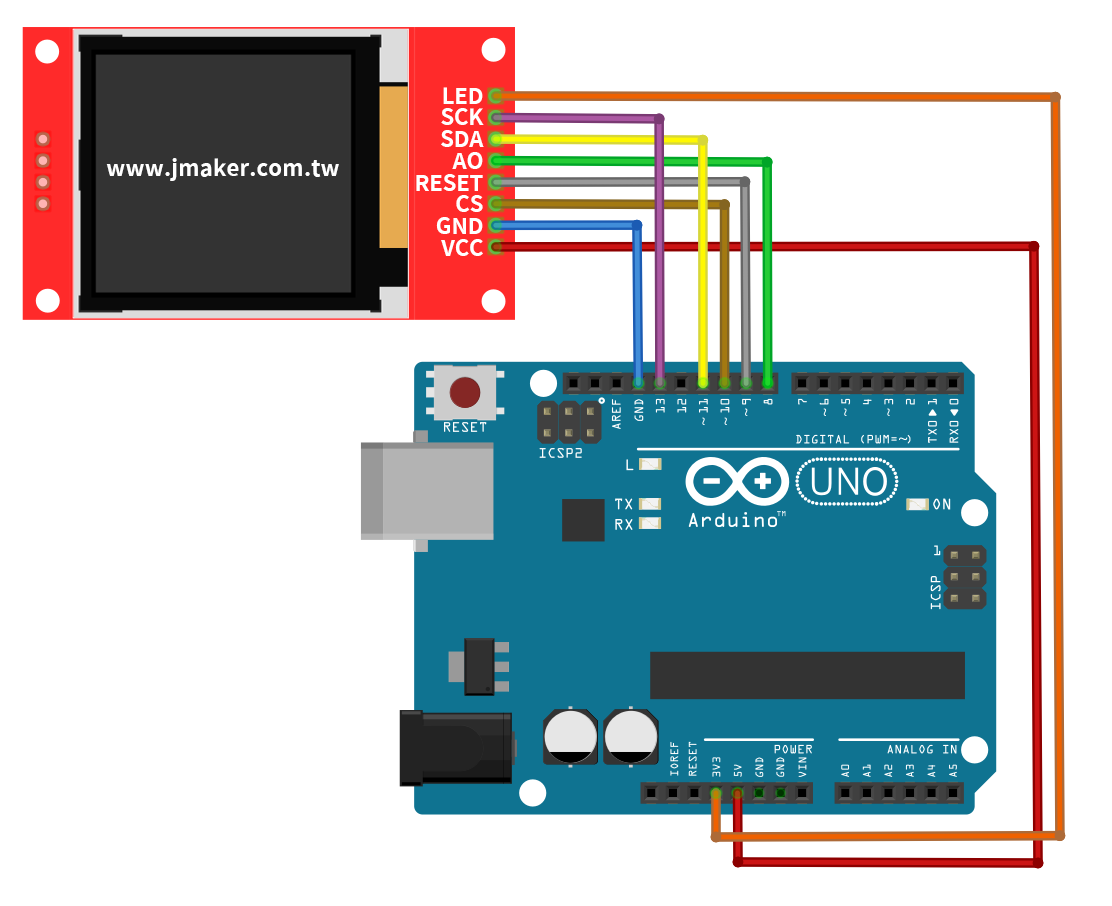 LED
SCK
SDA
AO
RESET
CS
GND
VCC
www.jmaker.com.tw
RESET
ICSP2
AREF
GND
13
12
~11
~10
~9
8
7
~6
~5
4
~3
2
TX0▶1
RX0◀0
DIGITAL (PWM=~)
L
TX
RX
Arduino™
UNO
ON
1
ICSP
POWER
ANALOG IN
IOREF
RESET
3V3
5V
GND
GND
VIN
A0
A1
A2
A3
A4
A5